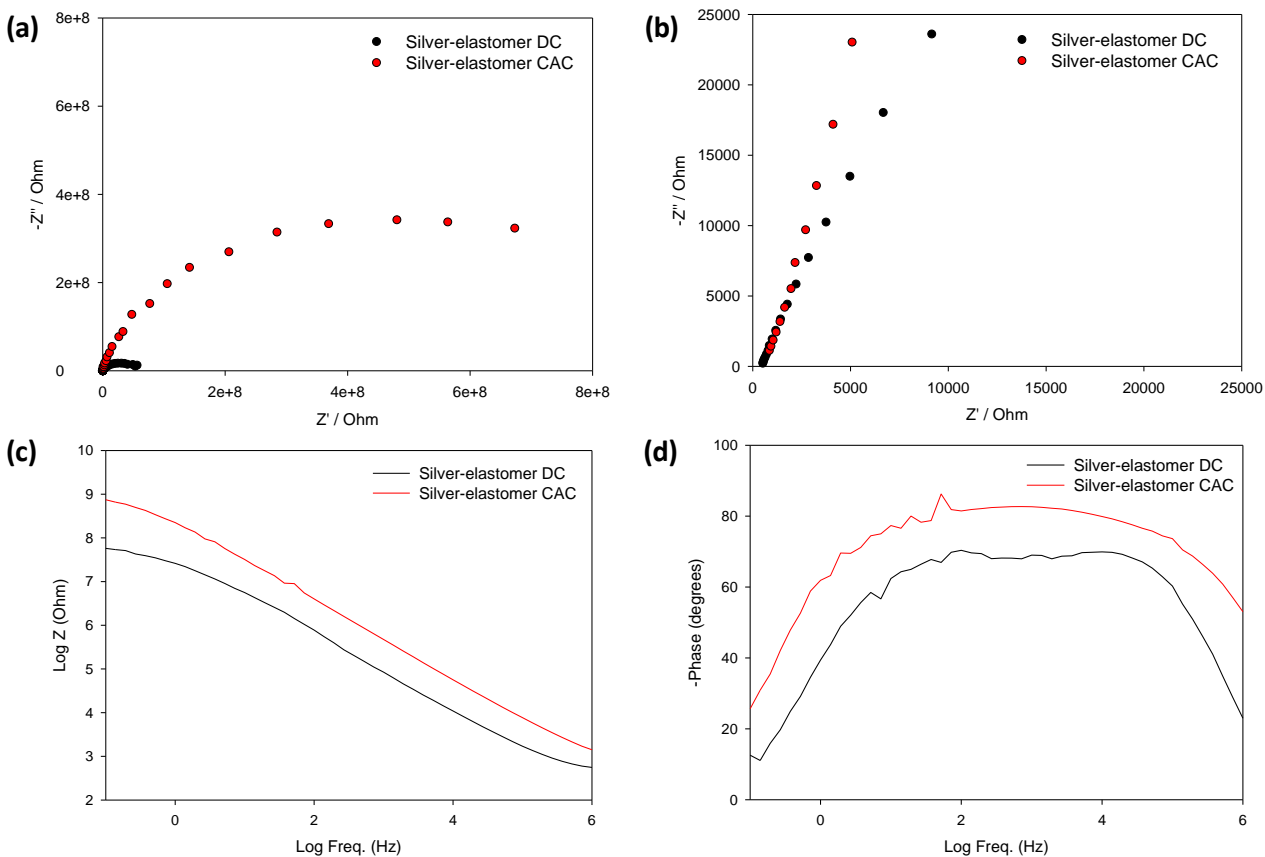 (a)
8e+8
6e+8
4e+8
2e+8
0
-Z" / Ohm
Silver-elastomer DC
Silver-elastomer CAC
0 2e+8 4e+8 6e+8 8e+8
Z' / Ohm
(b)
25000
20000
15000
10000
5000
0
-Z" / Ohm
Silver-elastomer DC
Silver-elastomer CAC
0 5000 10000 15000 20000 25000
Z' / Ohm
(c)
10
9
8
7
6
5
4
3
2
Log Z (Ohm)
Silver-elastomer DC
Silver-elastomer CAC
0 2 4 6
Log Freq. (Hz)
(d)
100
80
60
40
20
0
-Phase (degrees)
Silver-elastomer DC
Silver-elastomer CAC
0 2 4 6
Log Freq. (Hz)